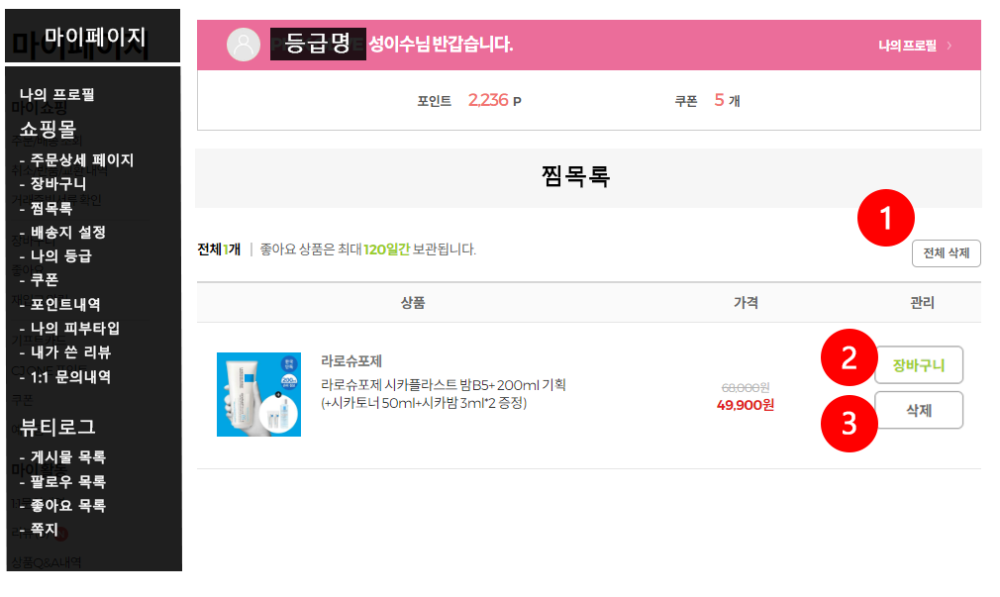 마이페이지
나의 프로필
쇼핑몰
- 주문상세 페이지
- 장바구니
- 찜목록
- 배송지 설정
- 나의 등급
- 쿠폰
- 포인트내역
- 나의 피부타입
- 내가 쓴 리뷰
- 1:1 문의내역
뷰티로그
- 게시물 목록
- 팔로우 목록
- 좋아요 목록
- 쪽지
상품Q&A내역
등급명 성이수님 반갑습니다.
나의 프로필 >
포인트 2,236 P
쿠폰 5 개
찜목록
1
전체 1개 | 좋아요 상품은 최대 120일간 보관됩니다.
전체 삭제
상품 가격 관리
라로슈포제
라로슈포제 시카플라스트 밤B5+ 200ml 기획
(+시카토너 50ml+시카밤 3ml*2 증정)
68,000원
49,900원
2
장바구니
3
삭제